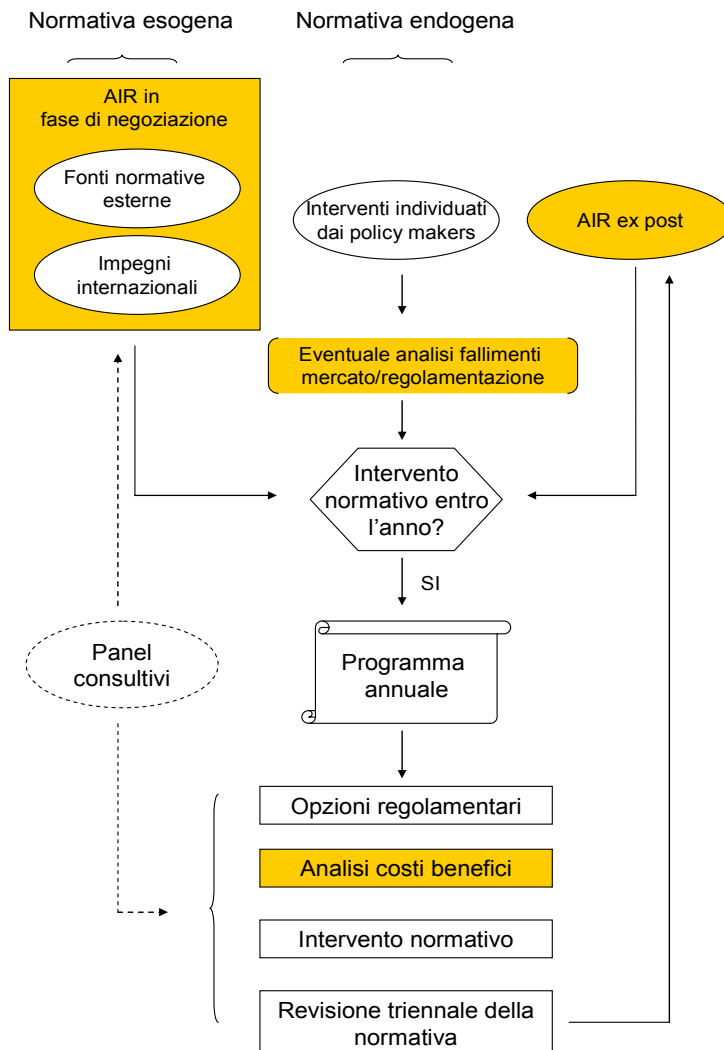 Normativa esogena
Normativa endogena
AIR in
fase di negoziazione
Fonti normative
esterne
Impegni
internazionali
Interventi individuati
dai policy makers
AIR ex post
Eventuale analisi fallimenti
mercato/regolamentazione
Intervento
normativo entro
l’anno?
SI
Panel
consultivi
Programma
annuale
Opzioni regolamentari
Analisi costi benefici
Intervento normativo
Revisione triennale della
normativa